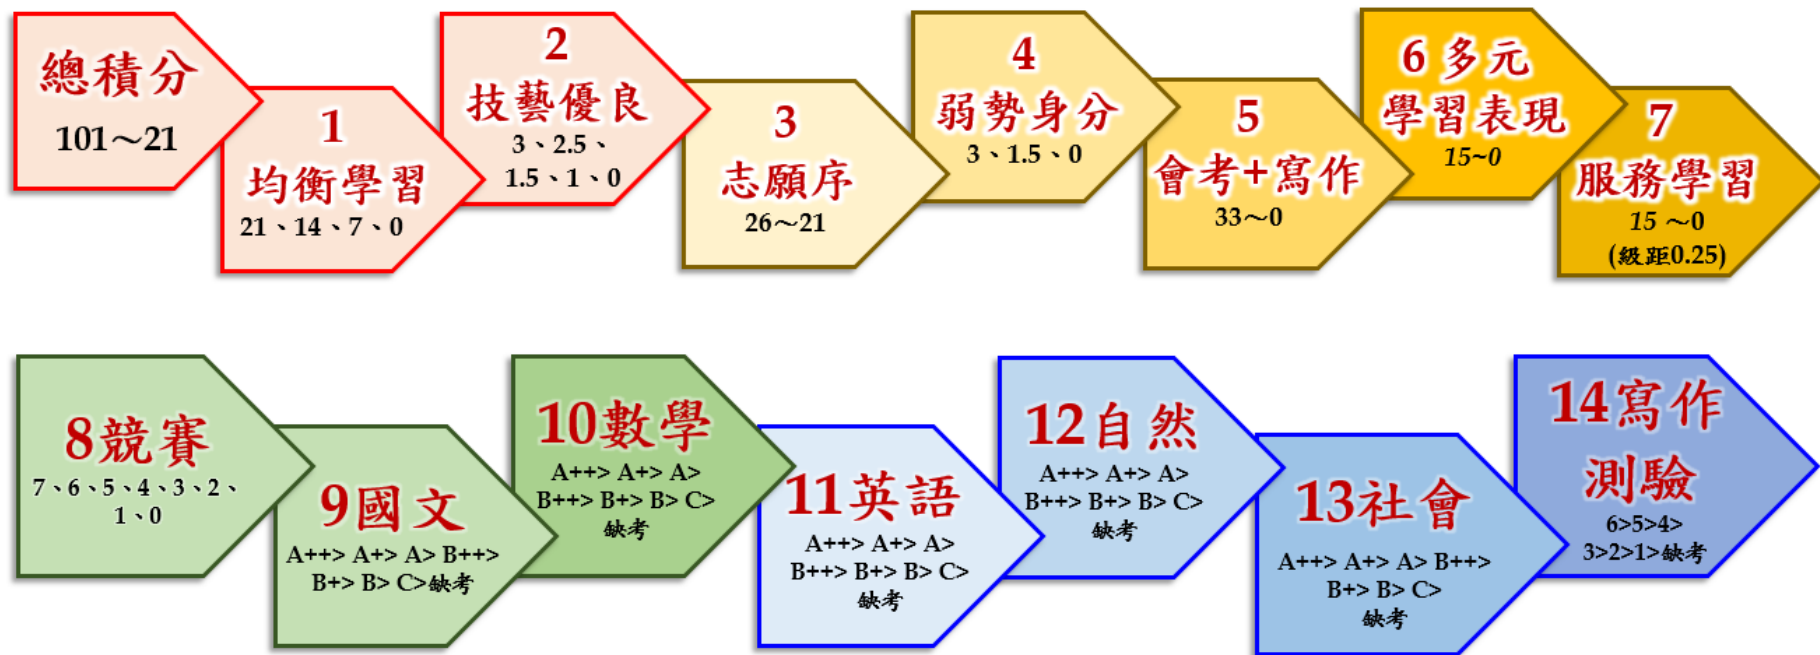 總積分
101～21
1
均衡學習
21、14、7、0
2
技藝優良
3、2.5、
1.5、1、0
3
志願序
26～21
4
弱勢身分
3、1.5、0
5
會考+寫作
33～0
6 多元
學習表現
15~0
7
服務學習
15 ～0
(級距0.25)
8競賽
7、6、5、4、3、2、
1、0
9國文
A++> A+> A> B++>
B+> B> C>缺考
10數學
A++> A+> A>
B++> B+> B> C>
缺考
11英語
A++> A+> A>
B++> B+> B> C>
缺考
12自然
A++> A+> A>
B++> B+> B> C>
缺考
13社會
A++> A+> A> B++>
B+> B> C>
缺考
14寫作
測驗
6>5>4>
3>2>1>缺考